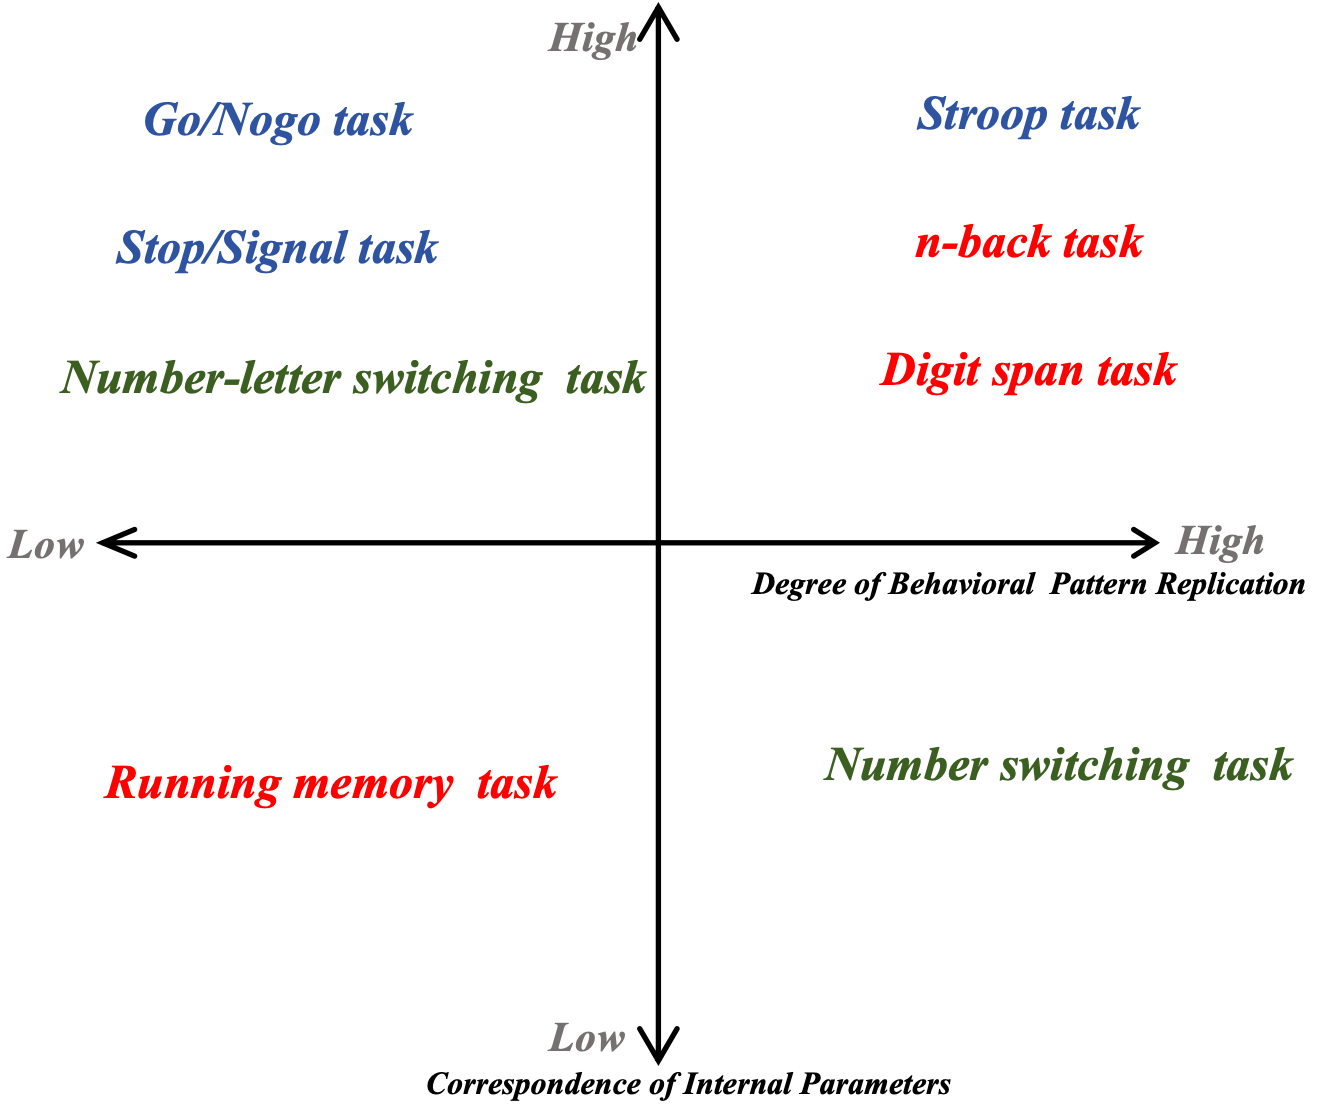 High
Go/Nogo task
Stroop task
Stop/Signal task
n-back task
Number-letter switching task
Digit span task
Low
High
Degree of Behavioral Pattern Replication
Running memory task
Number switching task
Low
Correspondence of Internal Parameters